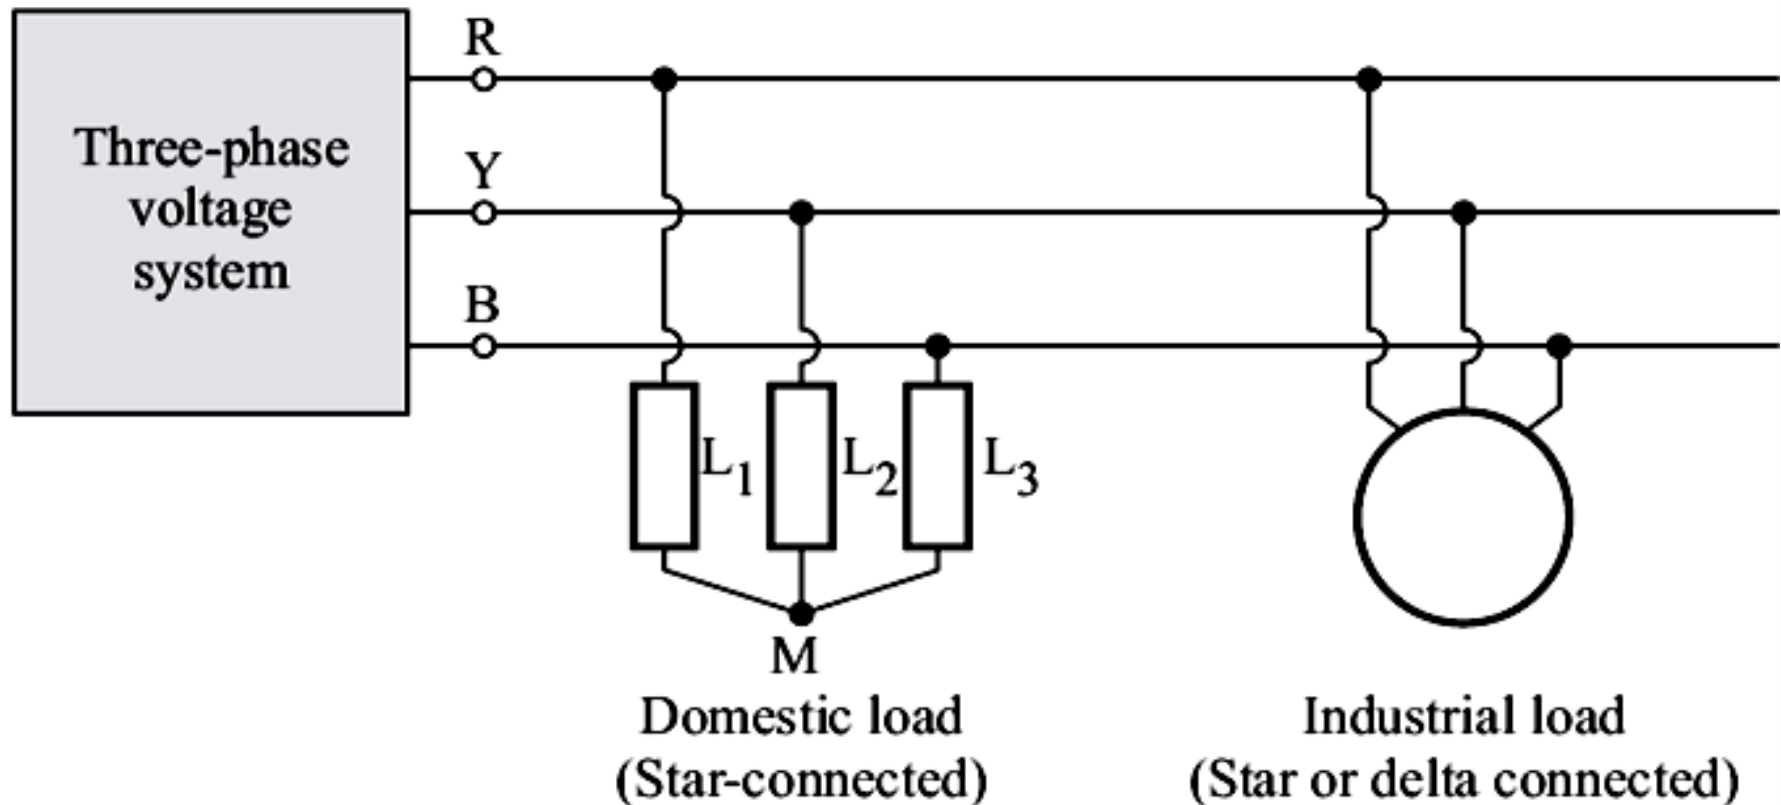 Three-phase
voltage
system
R
Y
B
L1
L2
L3
M
Domestic load
(Star-connected)
Industrial load
(Star or delta connected)